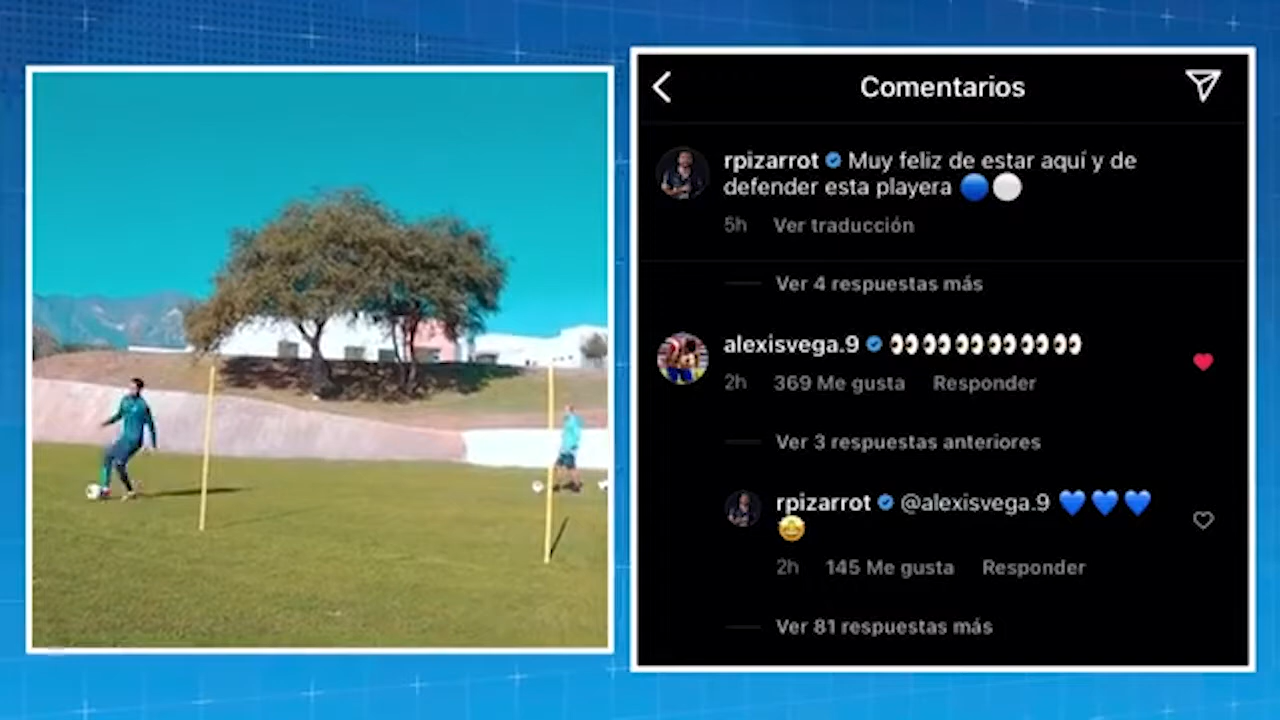 Comentarios
rpizarrot Muy feliz de estar aquí y de
defender esta playera 🔵⚪
5h Ver traducción
Ver 4 respuestas más
alexisvega.9 👀👀👀👀👀👀
2h 369 Me gusta Responder
Ver 3 respuestas anteriores
rpizarrot @alexisvega.9 💙💙💙
🤩
2h 145 Me gusta Responder
Ver 81 respuestas más